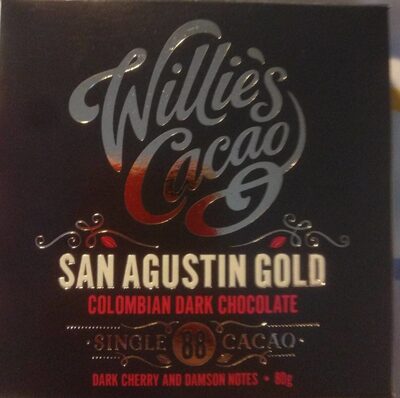 Willie's
Cacao
SAN AGUSTIN GOLD
COLOMBIAN DARK CHOCOLATE
SINGLE 88 CACAO
DARK CHERRY AND DAMSON NOTES • 80g